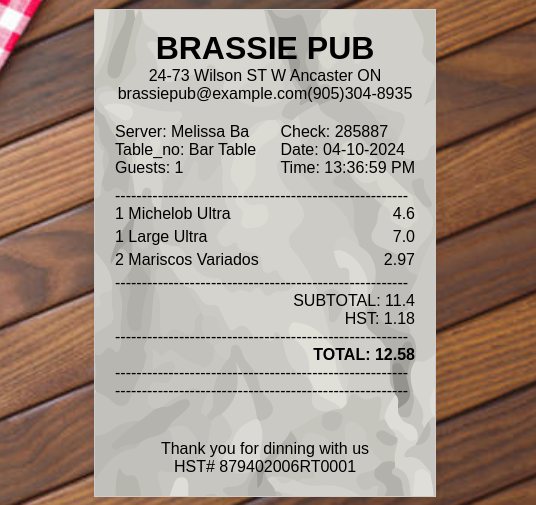 BRASSIE PUB
24-73 Wilson ST W Ancaster ON
brassiepub@example.com(905)304-8935
Server: Melissa Ba Check: 285887
Table_no: Bar Table Date: 04-10-2024
Guests: 1 Time: 13:36:59 PM
-------------------------------------------------------
1 Michelob Ultra 4.6
1 Large Ultra 7.0
2 Mariscos Variados 2.97
-------------------------------------------------------
SUBTOTAL: 11.4
HST: 1.18
-------------------------------------------------------
TOTAL: 12.58
-------------------------------------------------------
-------------------------------------------------------
Thank you for dinning with us
HST# 879402006RT0001